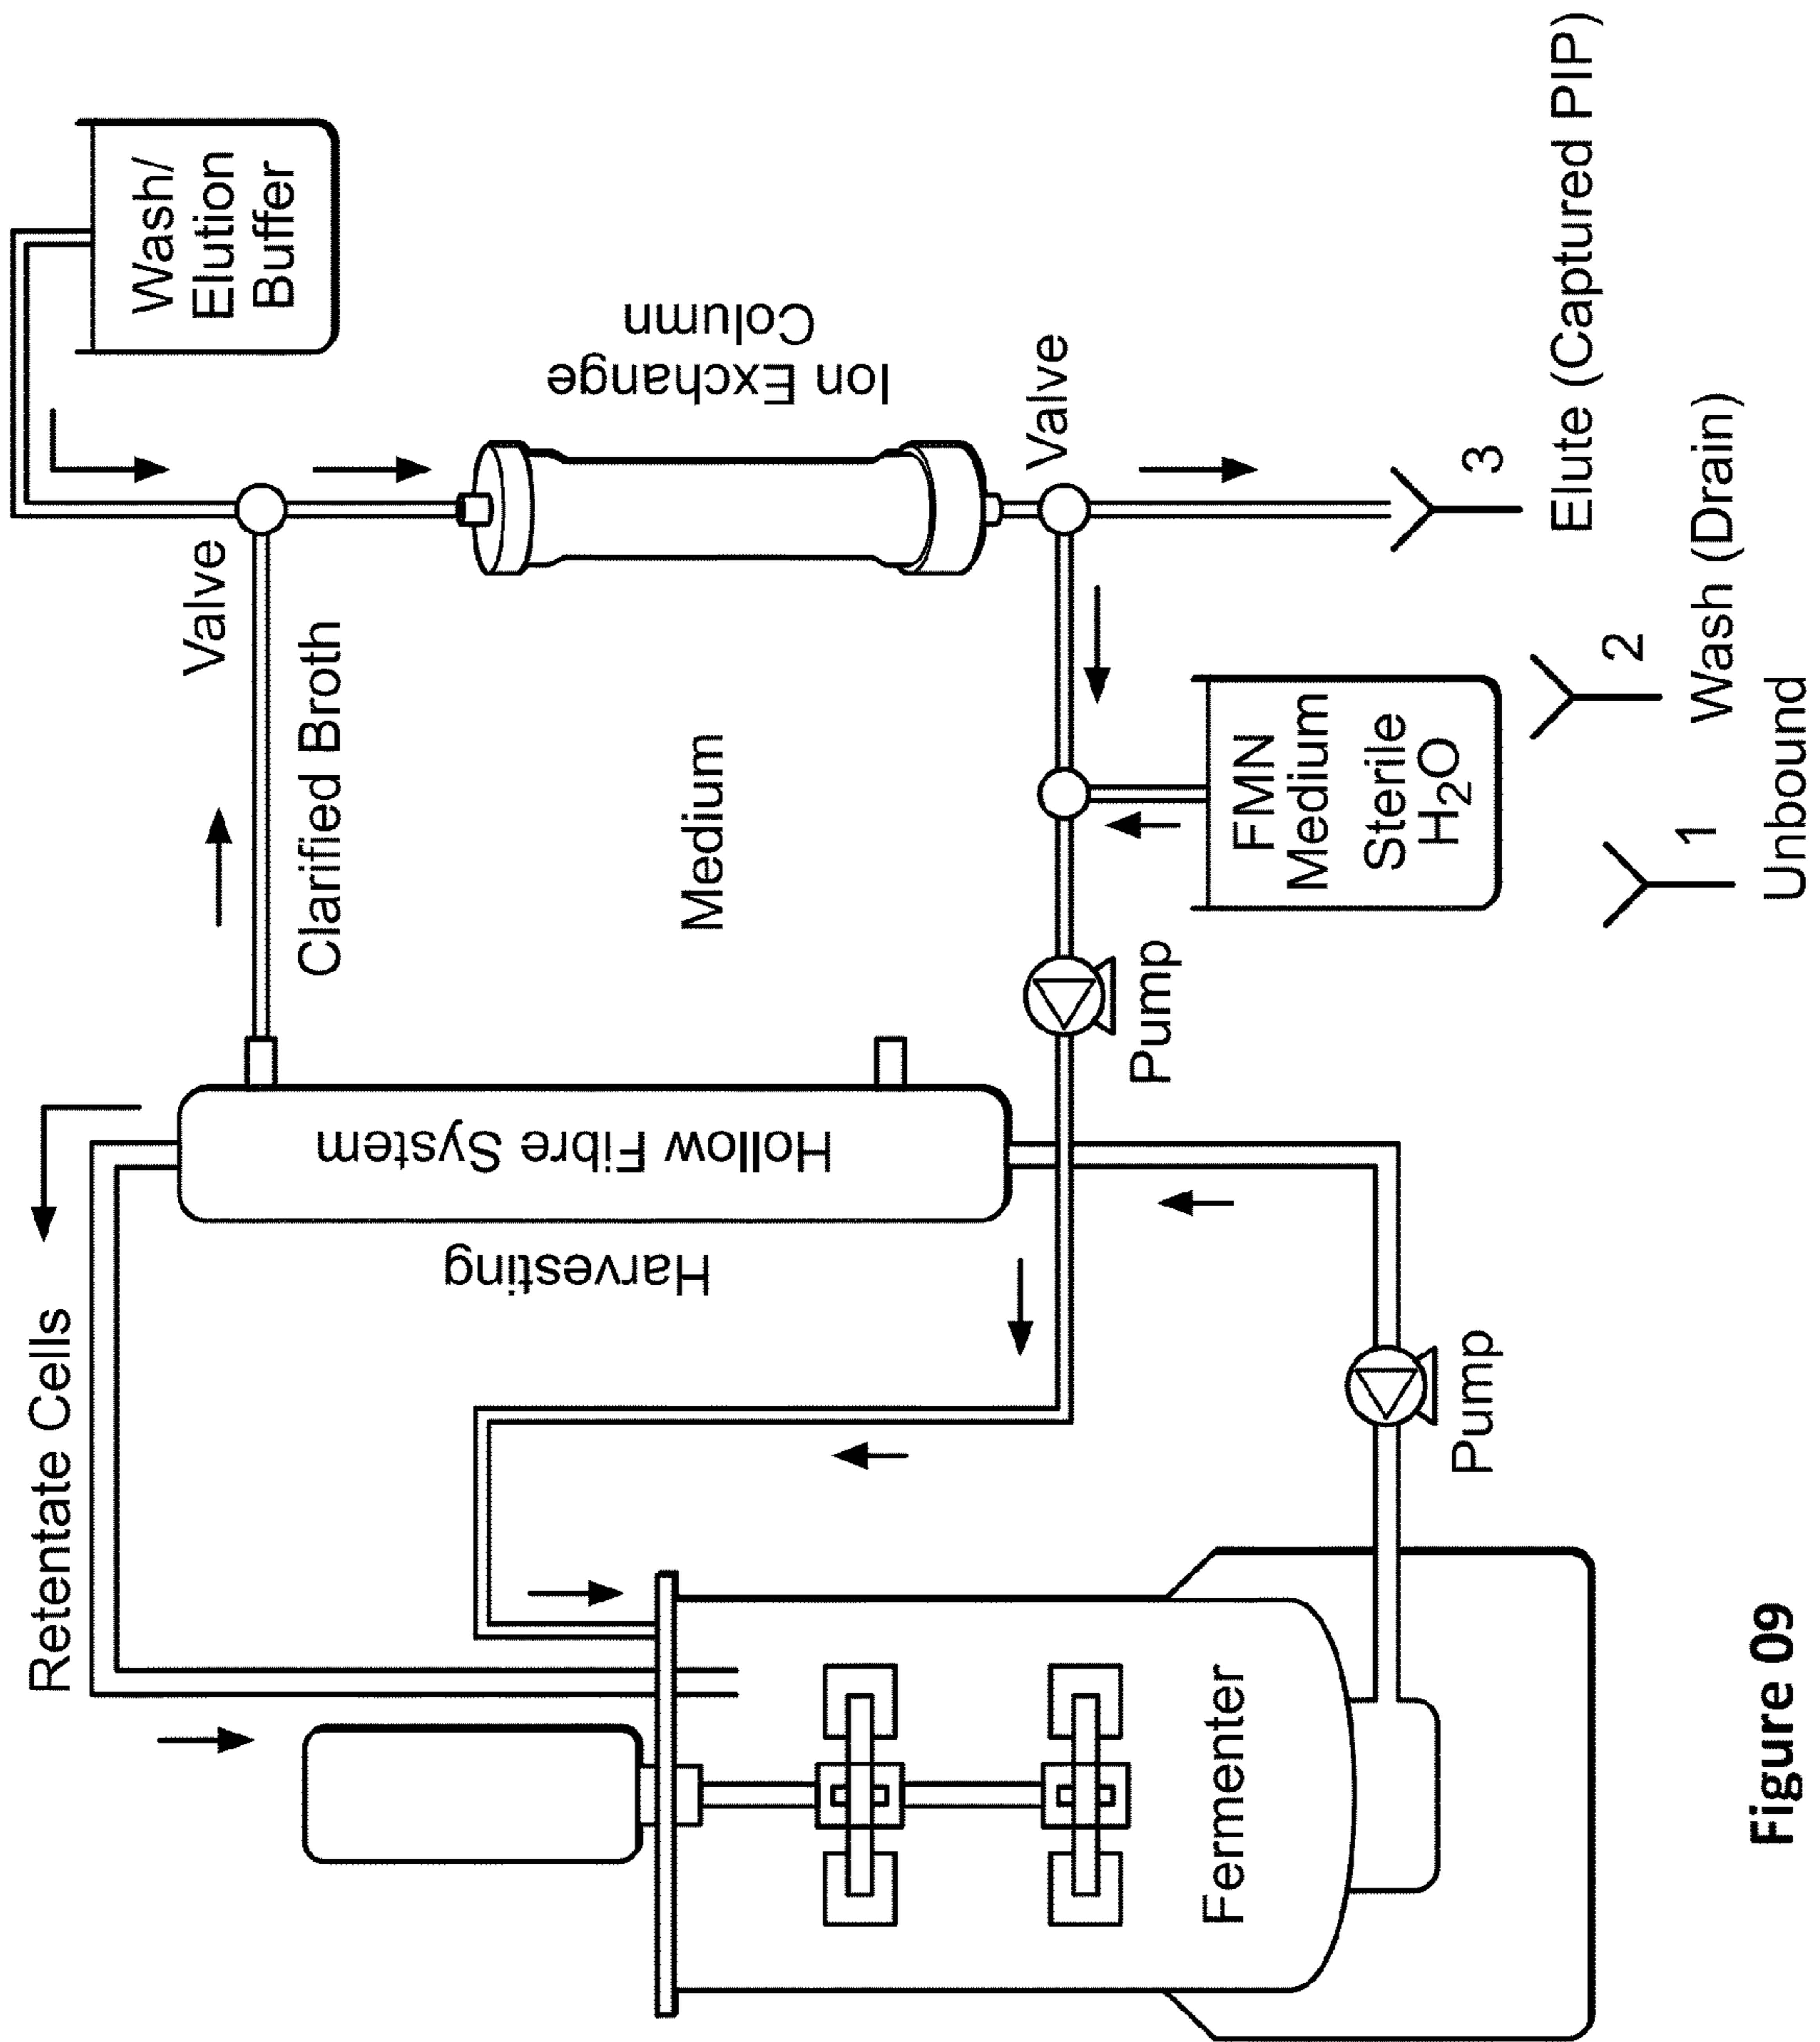 Retentate Cells
Harvesting
Hollow Fibre System
Clarified Broth
Valve
Wash/
Elution
Buffer
Ion Exchange
Column
Medium
Valve
Pump
FMN
Medium
Sterile
H₂O
Fermenter
Pump
1
Unbound
2
Wash (Drain)
3
Elute (Captured PIP)
Figure 09